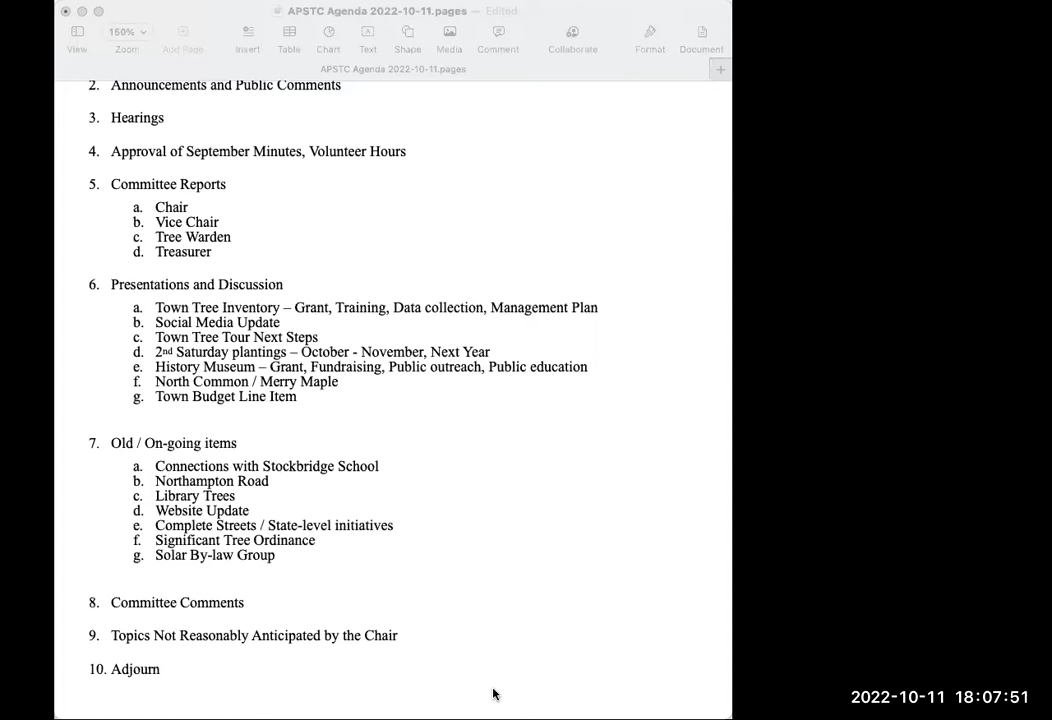 APSTC Agenda 2022-10-11.pages — Edited
150%
View Zoom Add Page Insert Table Chart Text Shape Media Comment Collaborate Format Document
APSTC Agenda 2022-10-11.pages
2. Announcements and Public Comments
3. Hearings
4. Approval of September Minutes, Volunteer Hours
5. Committee Reports
a. Chair
b. Vice Chair
c. Tree Warden
d. Treasurer
6. Presentations and Discussion
a. Town Tree Inventory – Grant, Training, Data collection, Management Plan
b. Social Media Update
c. Town Tree Tour Next Steps
d. 2nd Saturday plantings – October - November, Next Year
e. History Museum – Grant, Fundraising, Public outreach, Public education
f. North Common / Merry Maple
g. Town Budget Line Item
7. Old / On-going items
a. Connections with Stockbridge School
b. Northampton Road
c. Library Trees
d. Website Update
e. Complete Streets / State-level initiatives
f. Significant Tree Ordinance
g. Solar By-law Group
8. Committee Comments
9. Topics Not Reasonably Anticipated by the Chair
10. Adjourn
2022-10-11 18:07:51